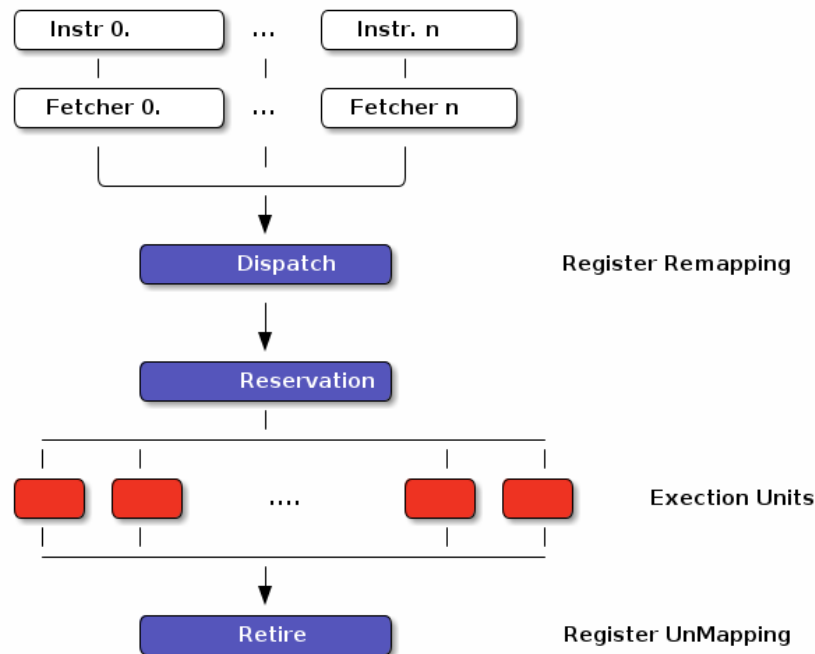 Instr 0. ... Instr. n
Fetcher 0. ... Fetcher n
Dispatch Register Remapping
Reservation
.... Exection Units
Retire Register UnMapping